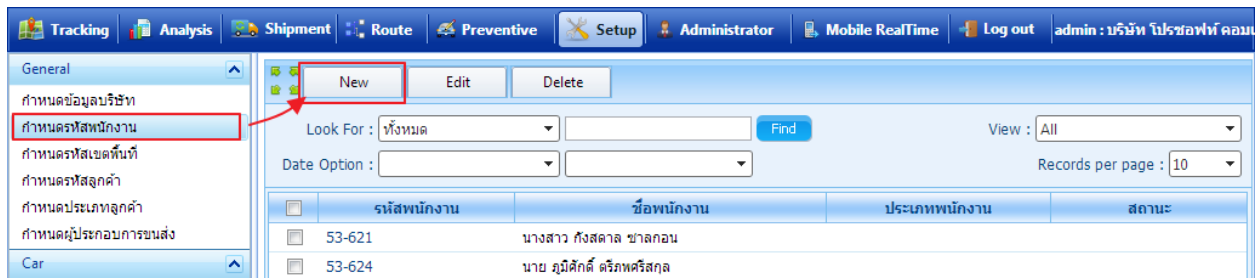 Tracking Analysis Shipment Route Preventive Setup Administrator Mobile RealTime Log out admin : บริษัท โปรซอฟท์ คอมเ
General
กำหนดข้อมูลบริษัท
กำหนดรหัสพนักงาน
กำหนดรหัสเขตพื้นที่
กำหนดรหัสลูกค้า
กำหนดประเภทลูกค้า
กำหนดผู้ประกอบการขนส่ง
Car
New Edit Delete
Look For : ทั้งหมด Find View : All
Date Option : Records per page : 10
รหัสพนักงาน ชื่อพนักงาน ประเภทพนักงาน สถานะ
53-621 นางสาว กังสดาล ชาลกอน
53-624 นาย ภูมิศักดิ์ ตรีภพศรีสกุล